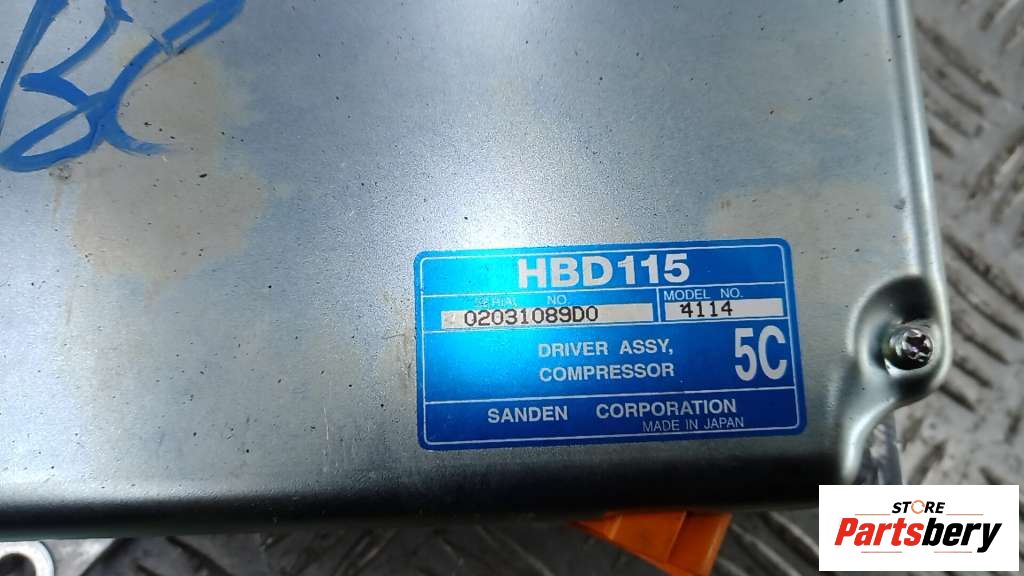 HBD115
SERIAL NO.
MODEL NO.
02031089D0
4114
DRIVER ASSY,
COMPRESSOR
5C
SANDEN CORPORATION
MADE IN JAPAN
STORE
Partsbery